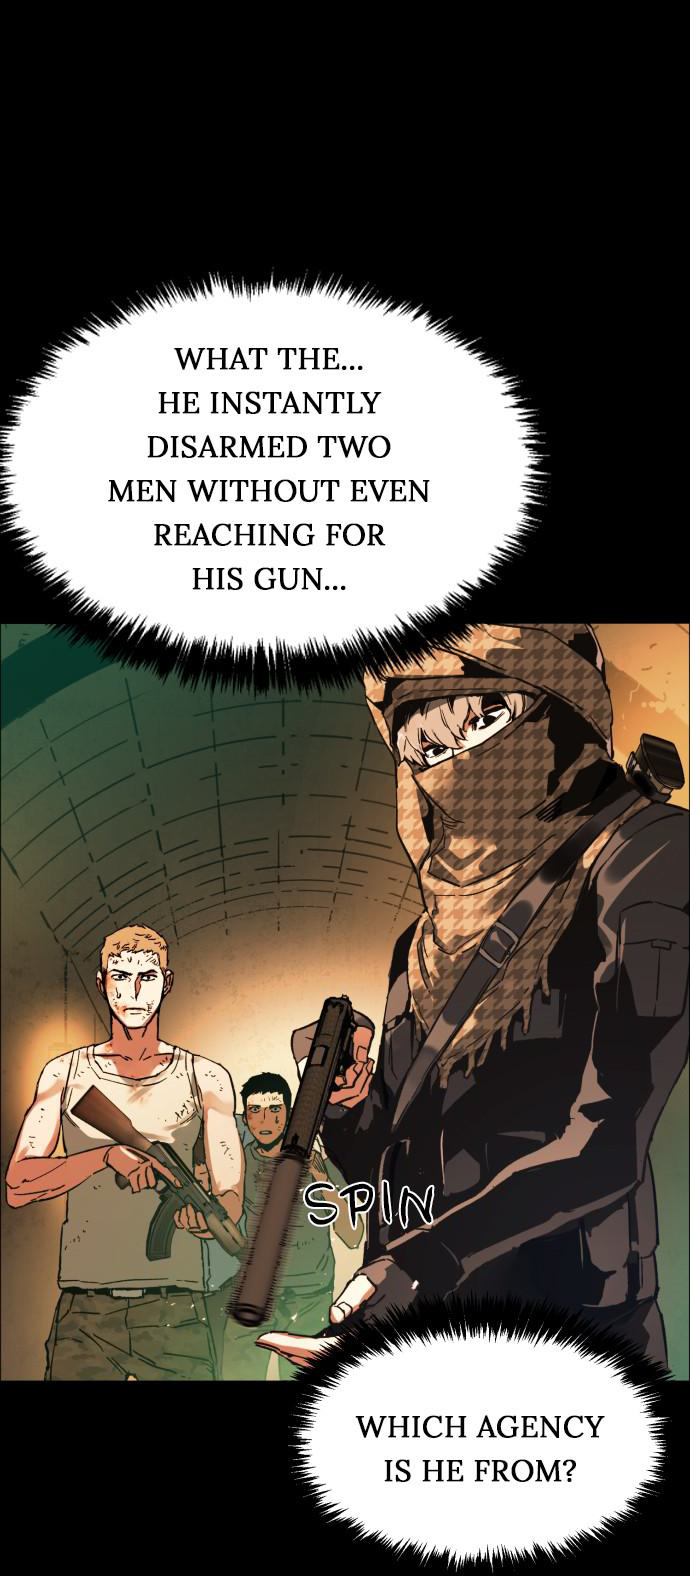 WHAT THE...
HE INSTANTLY
DISARMED TWO
MEN WITHOUT EVEN
REACHING FOR
HIS GUN...
SPIN
WHICH AGENCY
IS HE FROM?